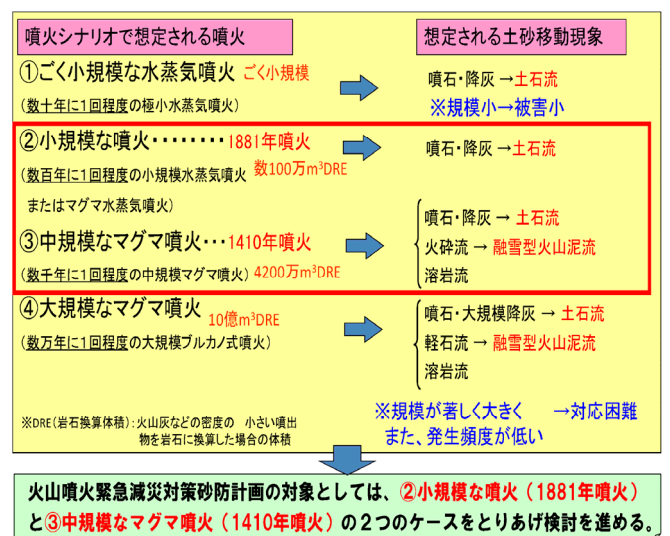 噴火シナリオで想定される噴火
想定される土砂移動現象
①ごく小規模な水蒸気噴火 ごく小規模
(数十年に1回程度の極小水蒸気噴火)
噴石・降灰 →土石流
※規模小→被害小
②小規模な噴火・・・・・・・・1881年噴火
(数百年に1回程度の小規模水蒸気噴火 数100万m³DRE
またはマグマ水蒸気噴火)
噴石・降灰 →土石流
③中規模なマグマ噴火・・・1410年噴火
(数千年に1回程度の中規模マグマ噴火) 4200万m³DRE
噴石・降灰 → 土石流
火砕流 → 融雪型火山泥流
溶岩流
④大規模なマグマ噴火 10億m³DRE
(数万年に1回程度の大規模ブルカノ式噴火)
噴石・大規模降灰 → 土石流
軽石流 → 融雪型火山泥流
溶岩流
※DRE(岩石換算体積):火山灰などの密度の 小さい噴出
物を岩石に換算した場合の体積
※規模が著しく大きく →対応困難
また、発生頻度が低い
火山噴火緊急減災対策砂防計画の対象としては、②小規模な噴火(1881年噴火)
と③中規模なマグマ噴火(1410年噴火)の2つのケースをとりあげ検討を進める。